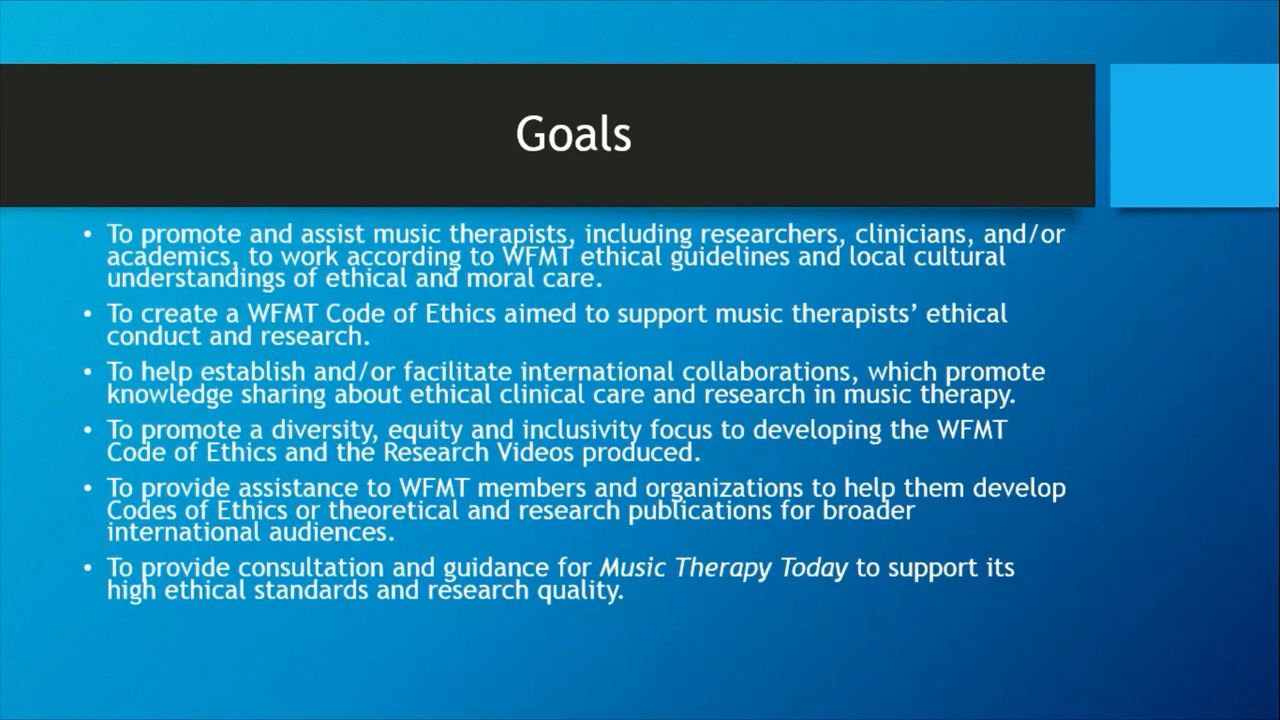 Goals
• To promote and assist music therapists, including researchers, clinicians, and/or
academics, to work according to WFMT ethical guidelines and local cultural
understandings of ethical and moral care.
• To create a WFMT Code of Ethics aimed to support music therapists’ ethical
conduct and research.
• To help establish and/or facilitate international collaborations, which promote
knowledge sharing about ethical clinical care and research in music therapy.
• To promote a diversity, equity and inclusivity focus to developing the WFMT
Code of Ethics and the Research Videos produced.
• To provide assistance to WFMT members and organizations to help them develop
Codes of Ethics or theoretical and research publications for broader
international audiences.
• To provide consultation and guidance for Music Therapy Today to support its
high ethical standards and research quality.